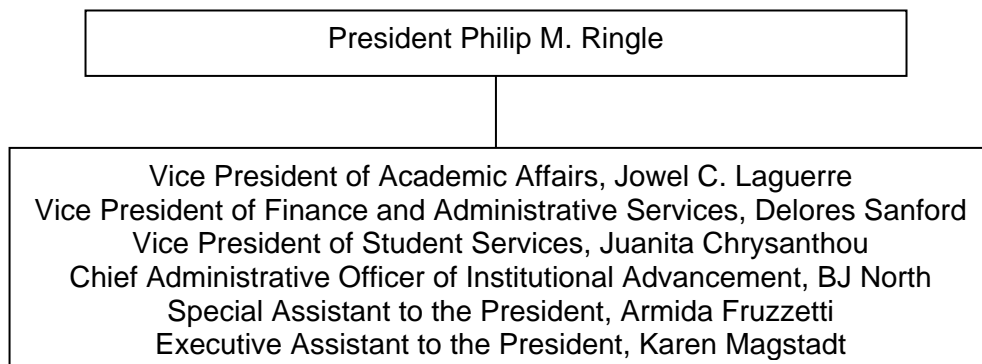 President Philip M. Ringle
Vice President of Academic Affairs, Jowel C. Laguerre
Vice President of Finance and Administrative Services, Delores Sanford
Vice President of Student Services, Juanita Chrysanthou
Chief Administrative Officer of Institutional Advancement, BJ North
Special Assistant to the President, Armida Fruzzetti
Executive Assistant to the President, Karen Magstadt